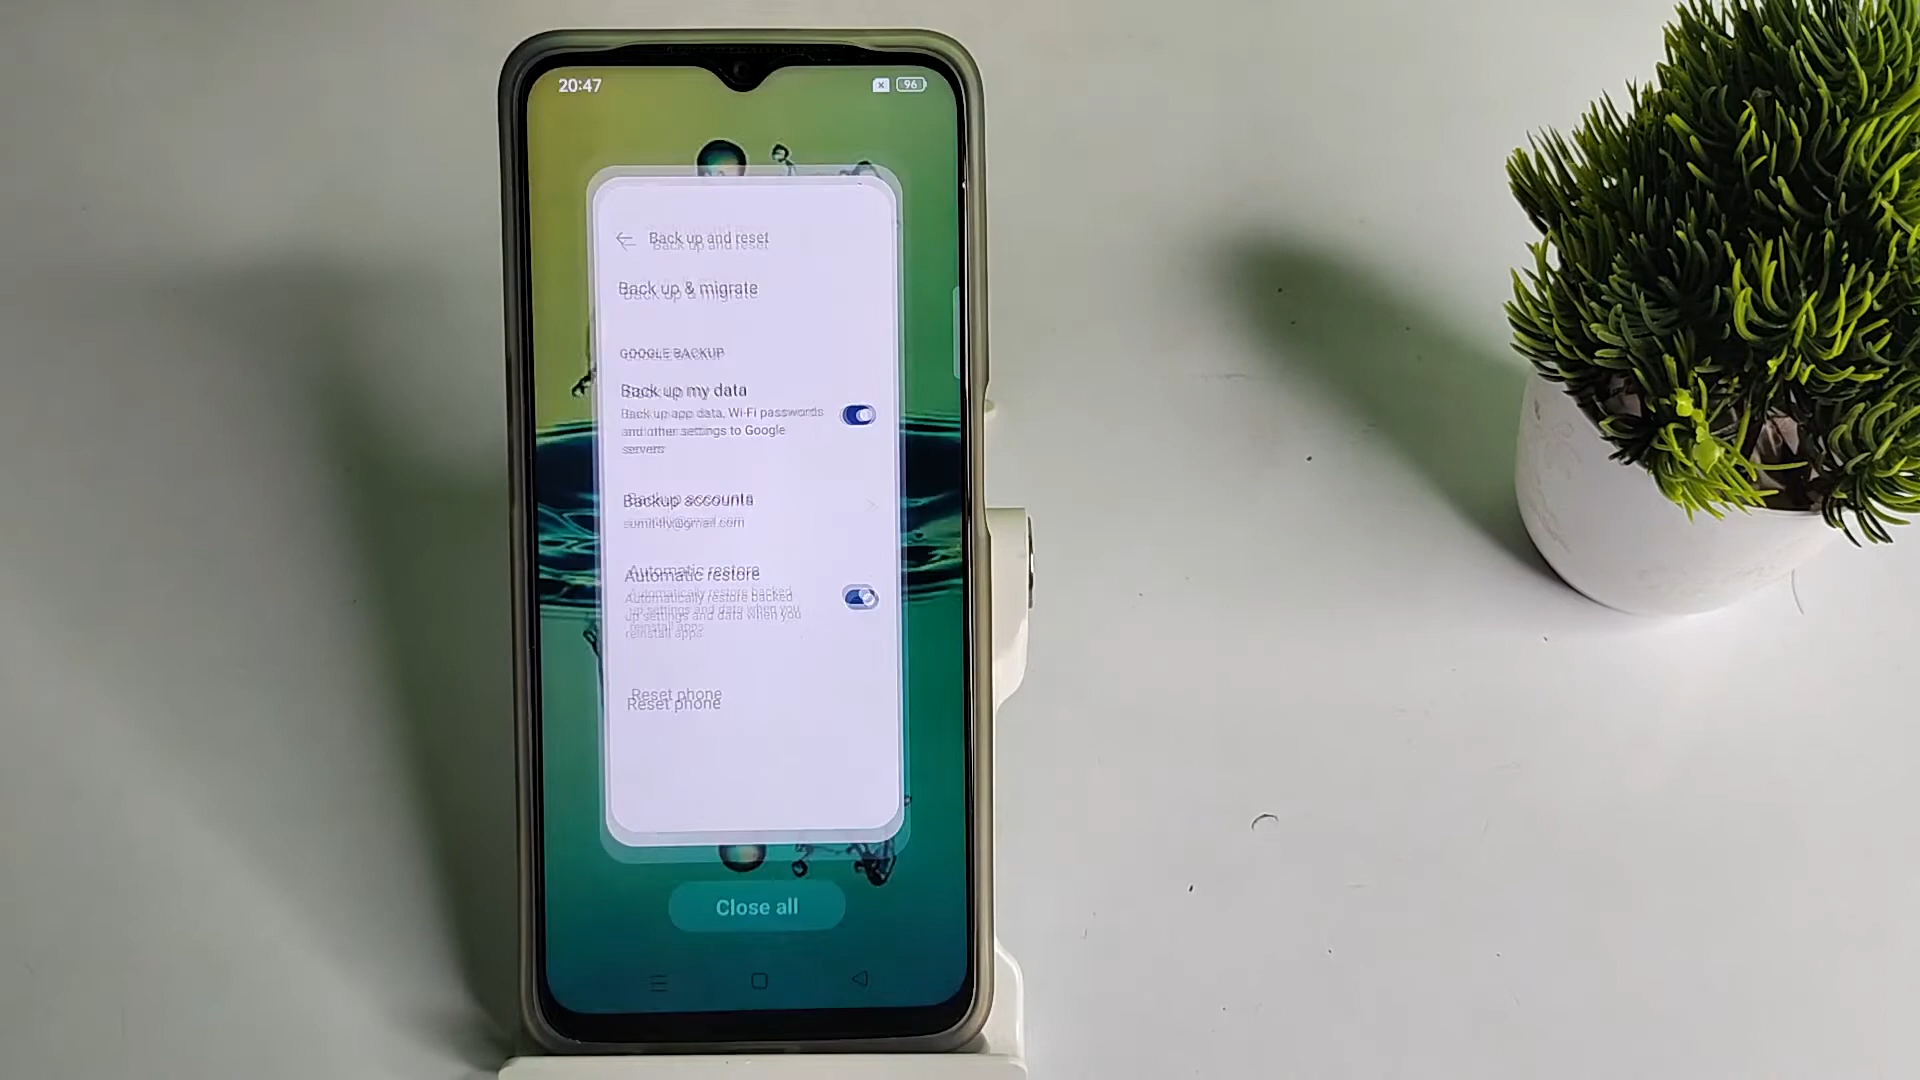 20:47
96
Back up and reset
Back up & migrate
GOOGLE BACKUP
Back up my data
Back up app data, Wi-Fi passwords
and other settings to Google
servers
Backup accounts
Automatic restore
Automatically restore backed
up settings and data when you
reinstall apps
Reset phone
Close all